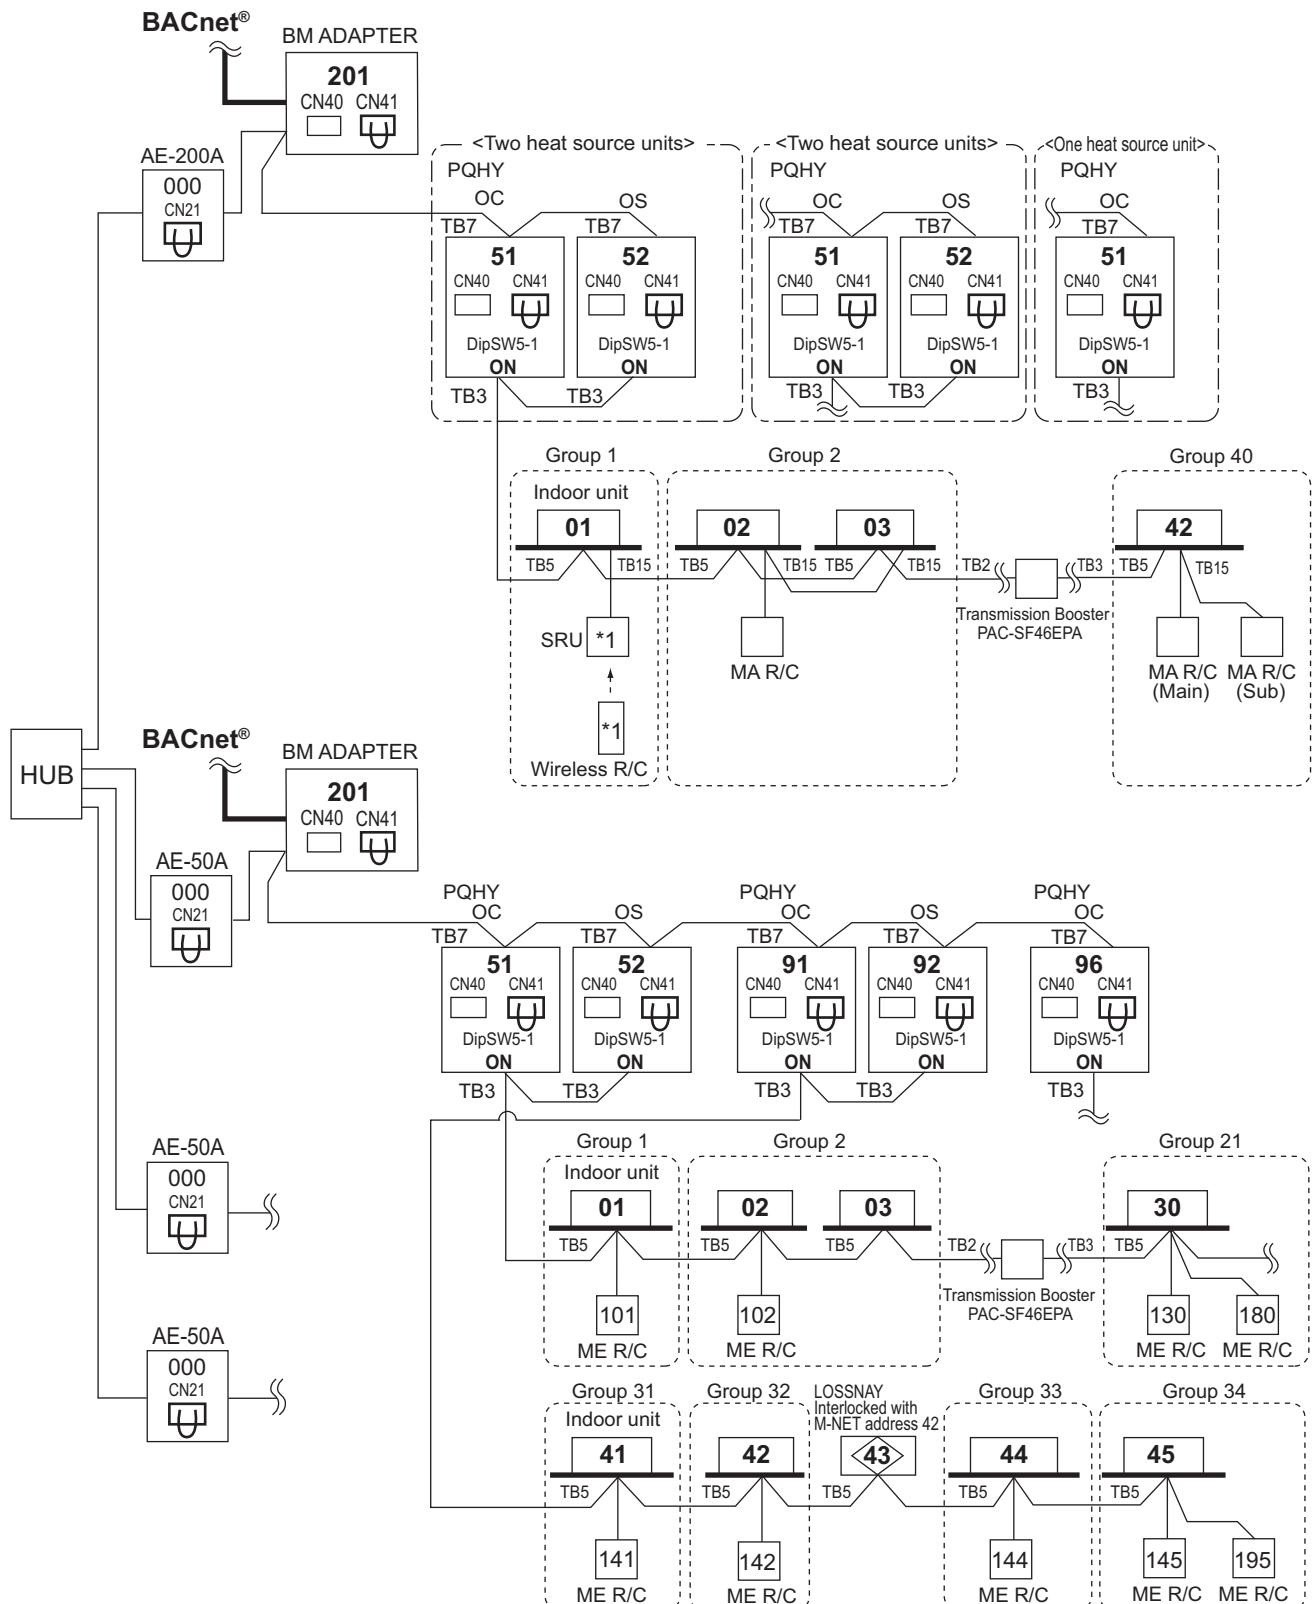 BACnet®
BM ADAPTER
201
CN40 CN41
AE-200A
000
CN21
<Two heat source units>
PQHY
OC OS
TB7 TB7
51 52
CN40 CN41 CN40 CN41
DipSW5-1 DipSW5-1
ON ON
TB3 TB3
<Two heat source units>
PQHY
OC OS
TB7 TB7
51 52
CN40 CN41 CN40 CN41
DipSW5-1 DipSW5-1
ON ON
TB3 TB3
<One heat source unit>
PQHY
OC
TB7
51
CN40 CN41
DipSW5-1
ON
TB3
Group 1
Indoor unit
01
TB5 TB15
SRU *1
*1
Wireless R/C
Group 2
02 03
TB5 TB15 TB5 TB15
MA R/C
TB2 TB3
Transmission Booster
PAC-SF46EPA
Group 40
42
TB5 TB15
MA R/C MA R/C
(Main) (Sub)
HUB
BACnet®
BM ADAPTER
201
CN40 CN41
AE-50A
000
CN21
PQHY
OC OS
TB7 TB7
51 52
CN40 CN41 CN40 CN41
DipSW5-1 DipSW5-1
ON ON
TB3 TB3
PQHY
OC OS
TB7 TB7
91 92
CN40 CN41 CN40 CN41
DipSW5-1 DipSW5-1
ON ON
TB3 TB3
PQHY
OC
TB7
96
CN40 CN41
DipSW5-1
ON
TB3
AE-50A
000
CN21
Group 1
Indoor unit
01
TB5
101
ME R/C
Group 2
02 03
TB5 TB5
102
ME R/C
TB2 TB3
Transmission Booster
PAC-SF46EPA
Group 21
30
TB5
130 180
ME R/C ME R/C
AE-50A
000
CN21
Group 31
Indoor unit
41
TB5
141
ME R/C
Group 32
42
TB5
142
ME R/C
LOSSNAY
Interlocked with
M-NET address 42
43
TB5
Group 33
44
TB5
144
ME R/C
Group 34
45
TB5
145 195
ME R/C ME R/C